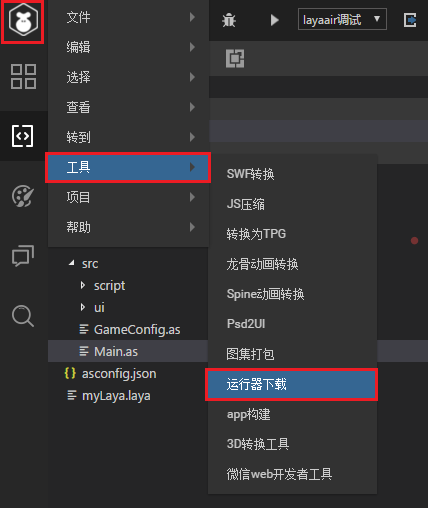 文件
编辑
选择
查看
转到
工具
项目
帮助
layaair调试
SWF转换
JS压缩
转换为TPG
龙骨动画转换
Spine动画转换
Psd2UI
图集打包
运行器下载
app构建
3D转换工具
微信web开发者工具
src
script
ui
GameConfig.as
Main.as
{} asconfig.json
myLaya.laya